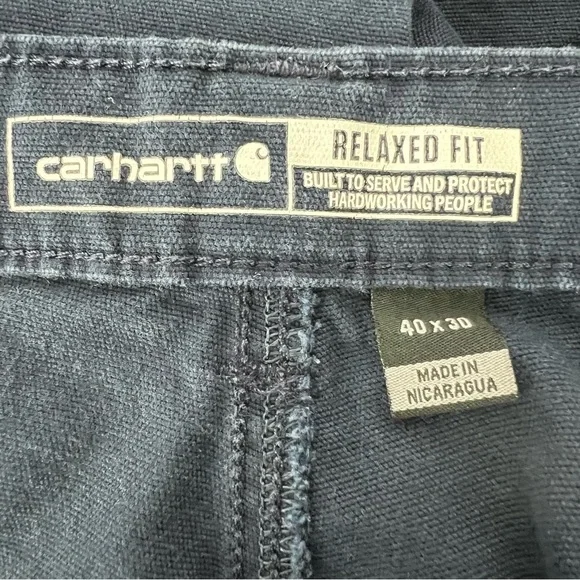 carhartt
RELAXED FIT
BUILT TO SERVE AND PROTECT
HARDWORKING PEOPLE
40 x 30
MADE IN
NICARAGUA